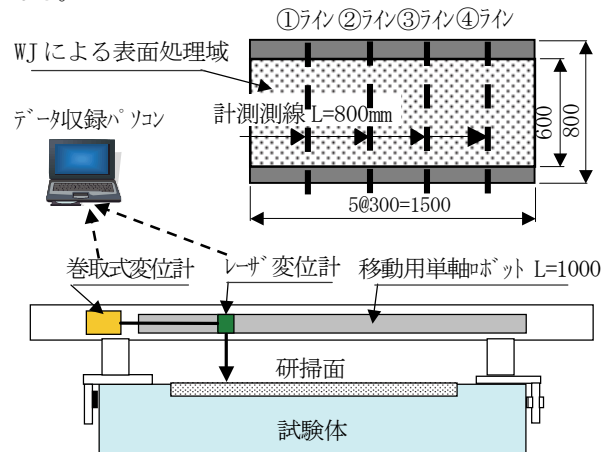 ①ﾗｲﾝ ②ﾗｲﾝ ③ﾗｲﾝ ④ﾗｲﾝ
WJ による表面処理域
ﾃﾞｰﾀ収録ﾊﾟｿｺﾝ
計測測線 L=800mm
600
800
5@300=1500
巻取式変位計
ﾚｰｻﾞ変位計
移動用単軸ﾛﾎﾞｯﾄ L=1000
研掃面
試験体